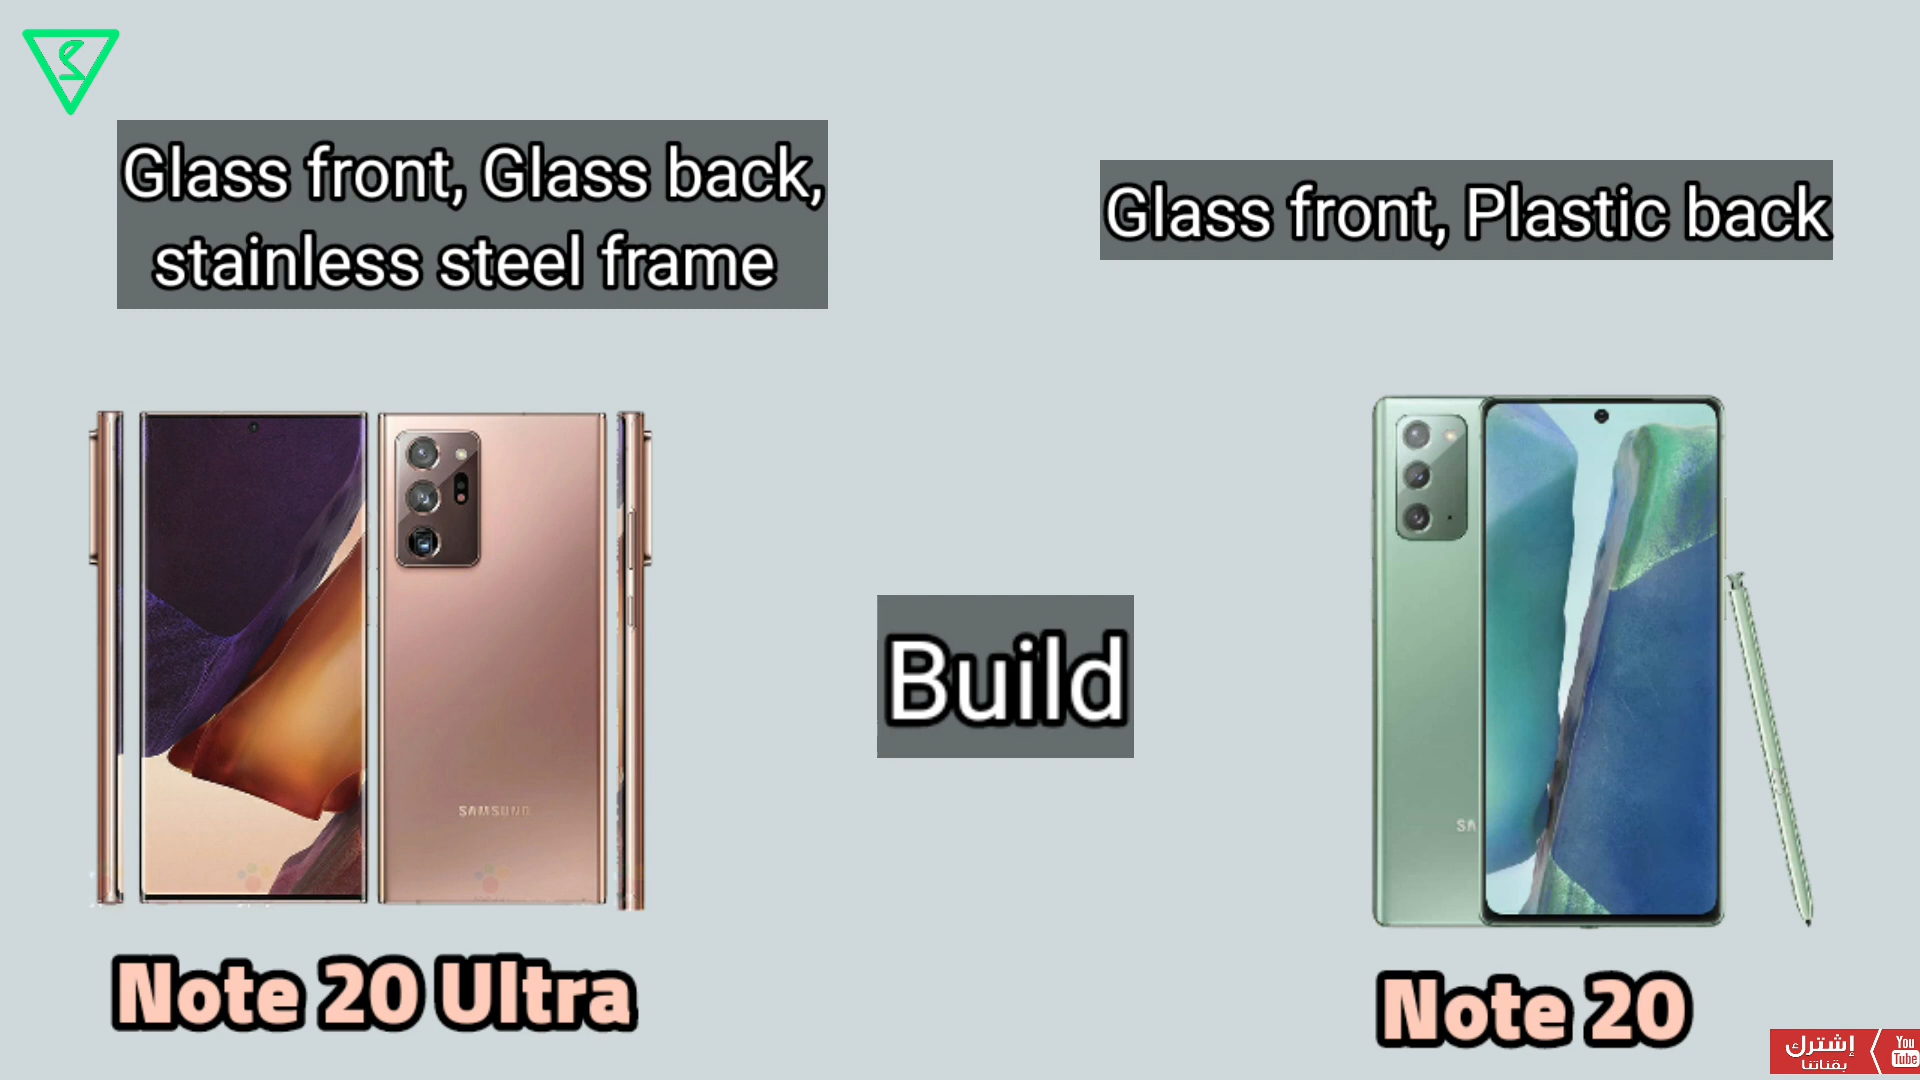 Glass front, Glass back,
stainless steel frame
Glass front, Plastic back
Build
SAMSUNG
SA
Note 20 Ultra
Note 20
إشترك
بقناتنا
You
Tube